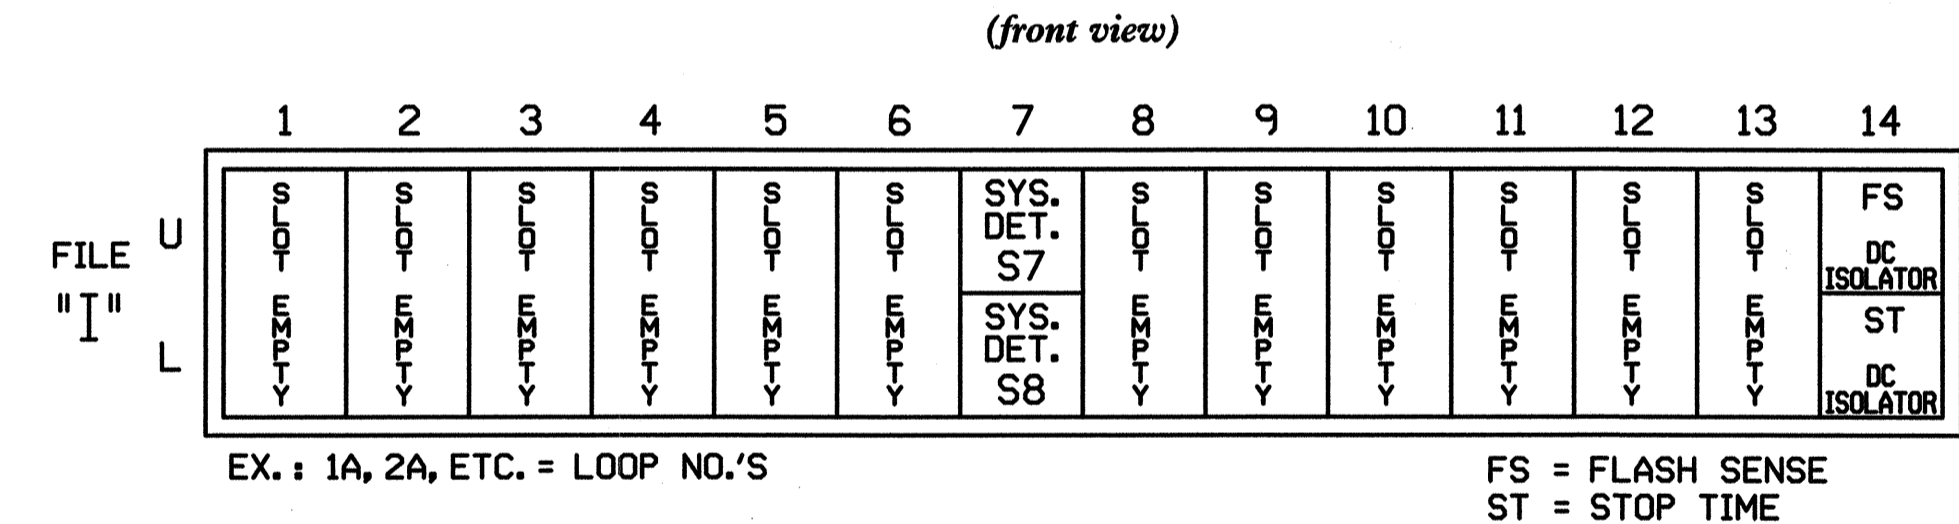 (front view)
1 2 3 4 5 6 7 8 9 10 11 12 13 14
FILE "I"
U
L
SLOT EMPTY
SLOT EMPTY
SLOT EMPTY
SLOT EMPTY
SLOT EMPTY
SLOT EMPTY
SYS.
DET.
S7
SYS.
DET.
S8
SLOT EMPTY
SLOT EMPTY
SLOT EMPTY
SLOT EMPTY
SLOT EMPTY
SLOT EMPTY
FS
DC
ISOLATOR
ST
DC
ISOLATOR
EX.: 1A, 2A, ETC. = LOOP NO.'S
FS = FLASH SENSE
ST = STOP TIME